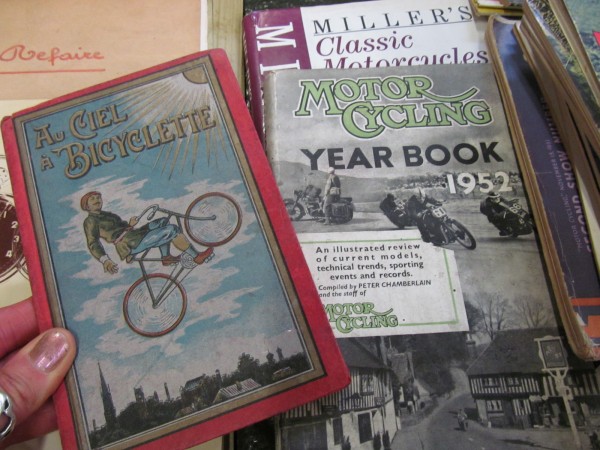 Refaire
AU CIEL
À BICYCLETTE
MILLER'S
Classic
Motorcycles
MOTOR
CYCLING
YEAR BOOK
1952
An illustrated review
of current models,
technical trends, sporting
events and records.
Compiled by PETER CHAMBERLAIN
and the staff of
MOTOR
CYCLING